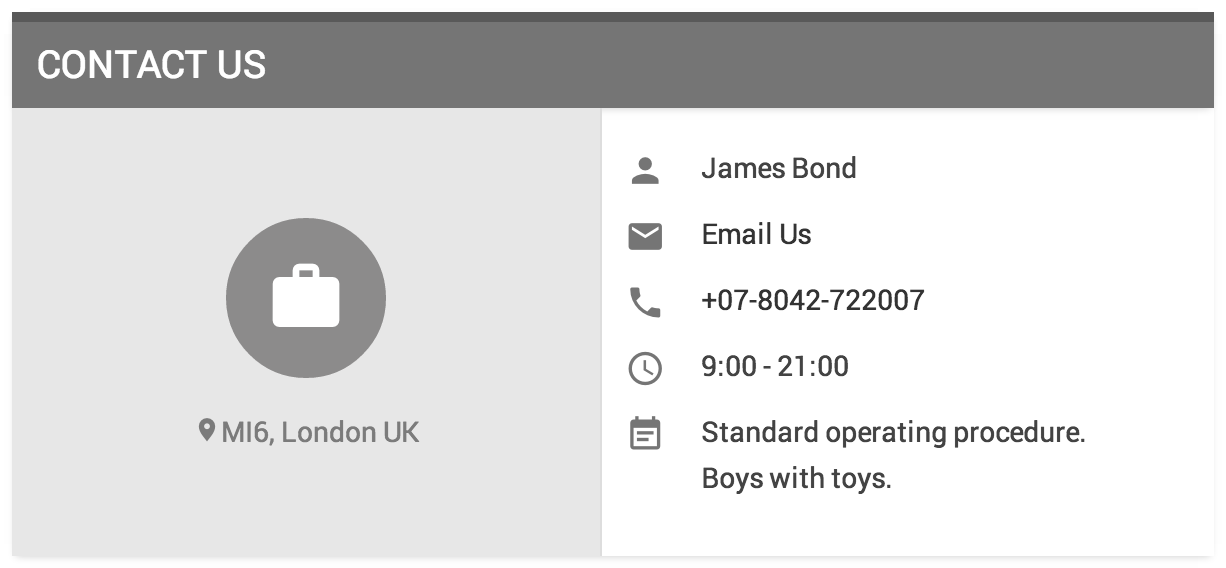 CONTACT US
MI6, London UK
James Bond
Email Us
+07-8042-722007
9:00 - 21:00
Standard operating procedure.
Boys with toys.